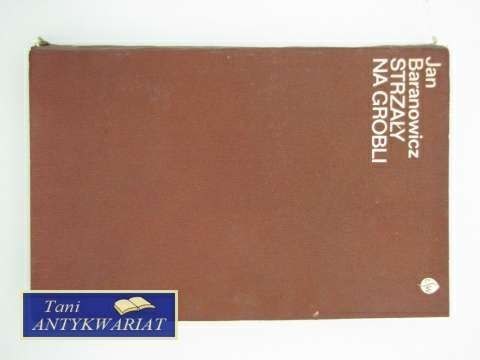 Jan
Baranowicz
STRZAŁY
NA GROBLI
Tani
ANTYKWARIAT